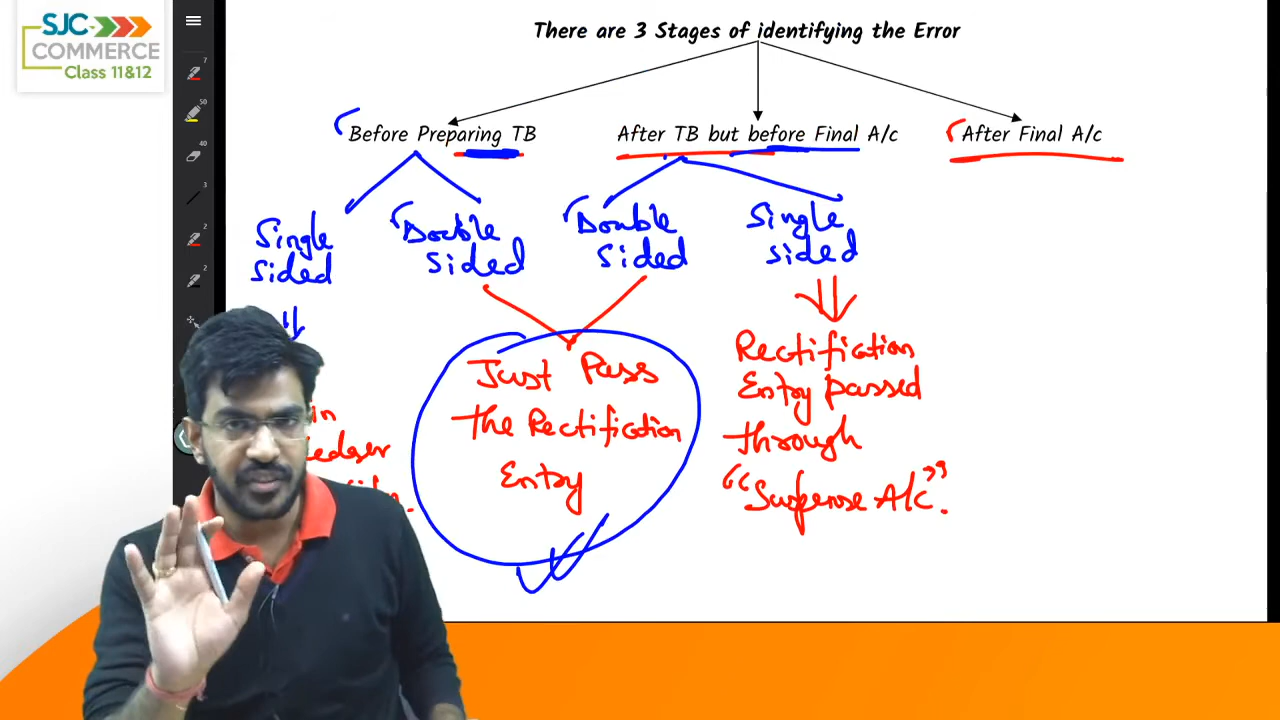 SJC
COMMERCE
Class 11&12
There are 3 Stages of identifying the Error
Before Preparing TB
After TB but before Final A/c
After Final A/c
Single
sided
Double
sided
Double
sided
Single
sided
Just Pass
the Rectification
Entry
Rectification
Entry passed
through
"Suspense A/c".
in